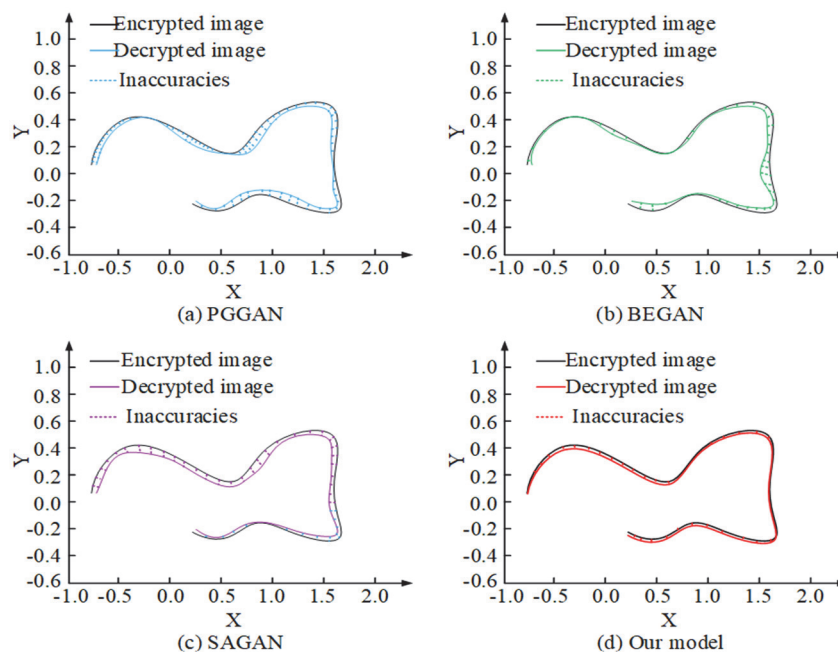 Encrypted image
Decrypted image
Inaccuracies
1.0
0.8
0.6
0.4
0.2
0.0
-0.2
-0.4
-0.6
Y
-1.0 -0.5 0.0 0.5 1.0 1.5 2.0
X
(a) PGGAN
Encrypted image
Decrypted image
Inaccuracies
1.0
0.8
0.6
0.4
0.2
0.0
-0.2
-0.4
-0.6
Y
-1.0 -0.5 0.0 0.5 1.0 1.5 2.0
X
(b) BEGAN
Encrypted image
Decrypted image
Inaccuracies
1.0
0.8
0.6
0.4
0.2
0.0
-0.2
-0.4
-0.6
Y
-1.0 -0.5 0.0 0.5 1.0 1.5 2.0
X
(c) SAGAN
Encrypted image
Decrypted image
Inaccuracies
1.0
0.8
0.6
0.4
0.2
0.0
-0.2
-0.4
-0.6
Y
-1.0 -0.5 0.0 0.5 1.0 1.5 2.0
X
(d) Our model